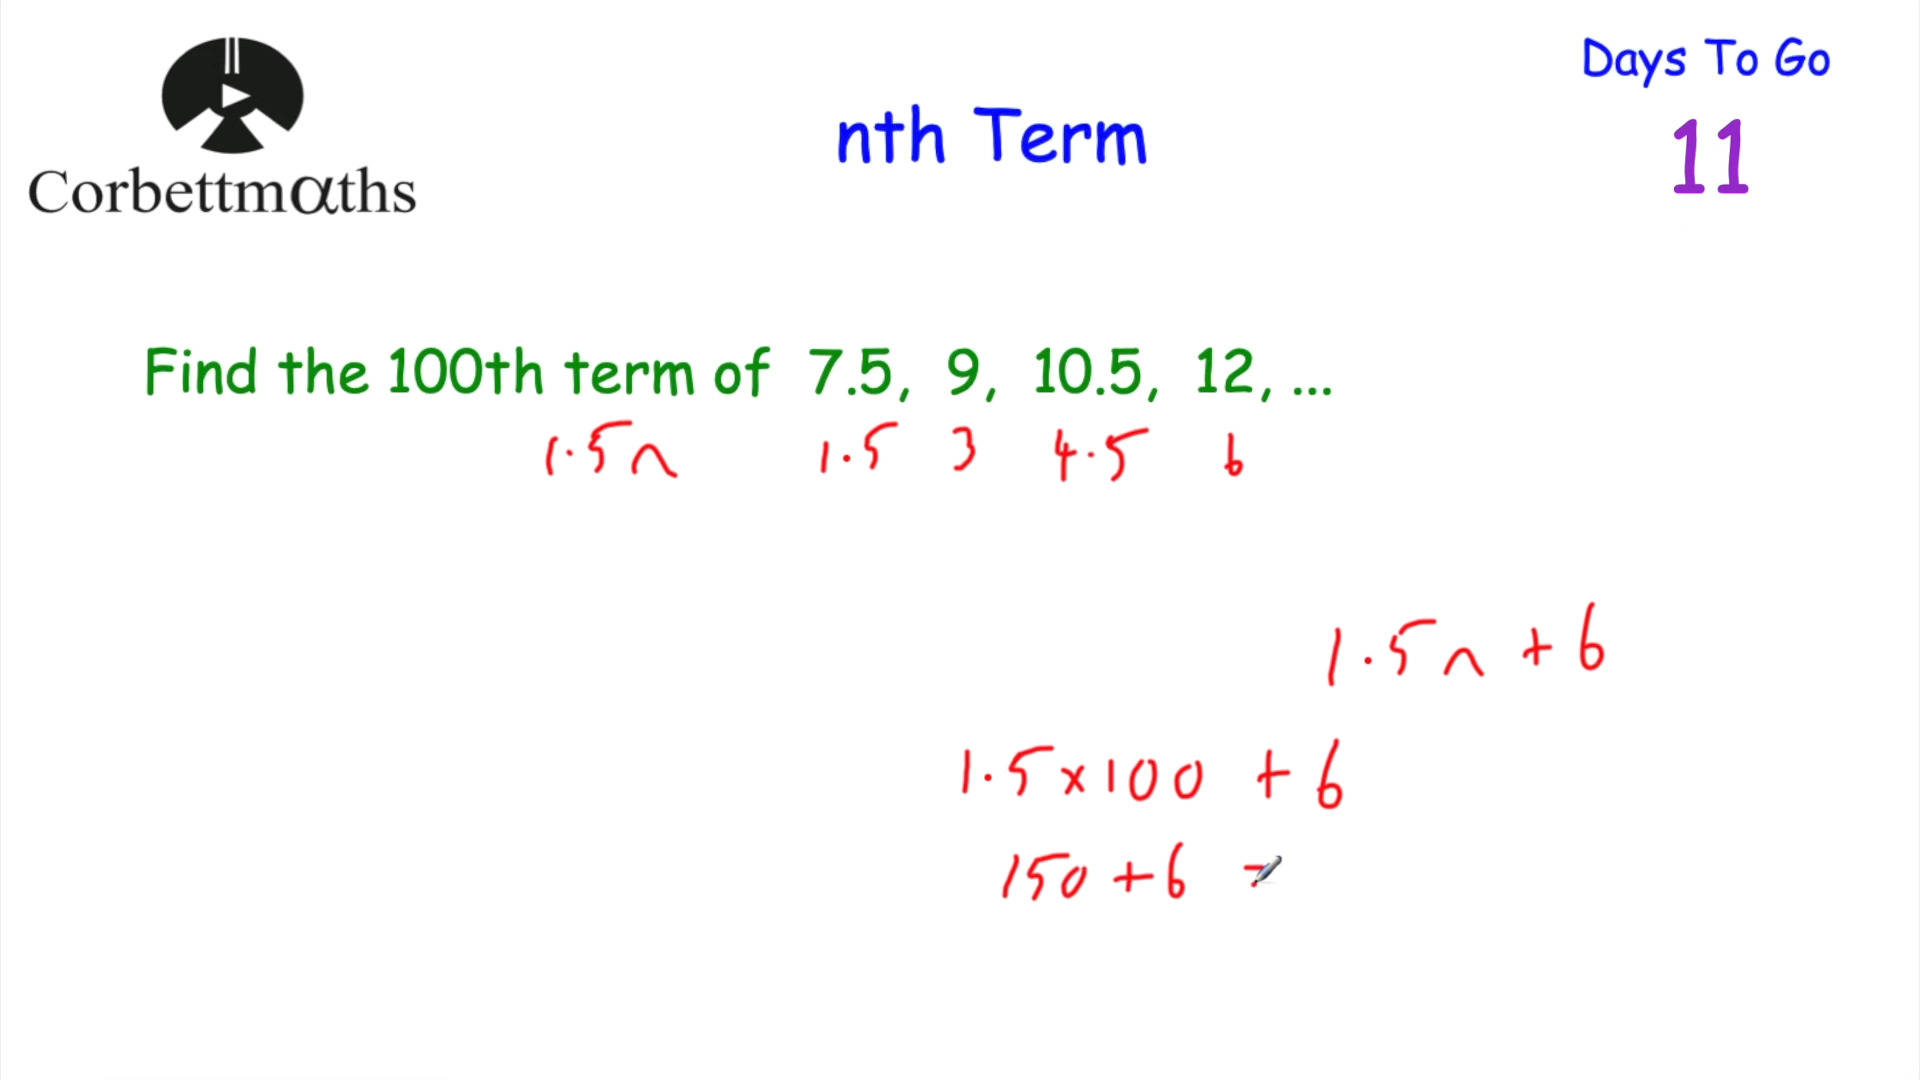 Days To Go
11
nth Term
Corbettmαths
Find the 100th term of 7.5, 9, 10.5, 12, ...
1.5n 1.5 3 4.5 6
1.5n + 6
1.5×100 + 6
150 + 6 =